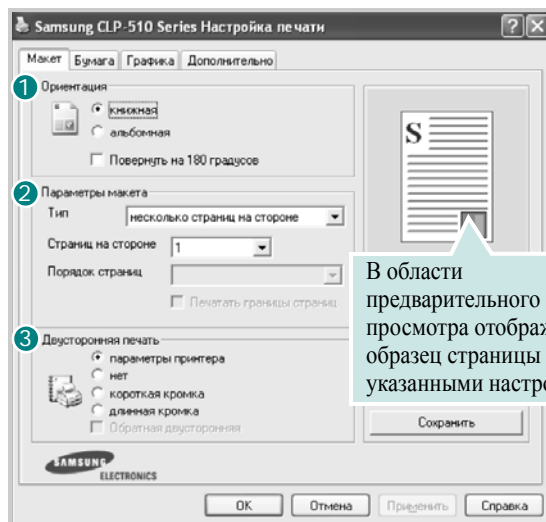 Samsung CLP-510 Series Настройка печати
Макет Бумага Графика Дополнительно
1 Ориентация
книжная
альбомная
Повернуть на 180 градусов
S
2 Параметры макета
Тип несколько страниц на стороне
Страниц на стороне 1
Порядок страниц
Печатать границы страниц
В области
предварительного
просмотра отображ
образец страницы
указанными настро
3 Двусторонняя печать
параметры принтера
нет
короткая кромка
длинная кромка
Обратная двусторонняя
Сохранить
SAMSUNG
ELECTRONICS
OK Отмена Применить Справка